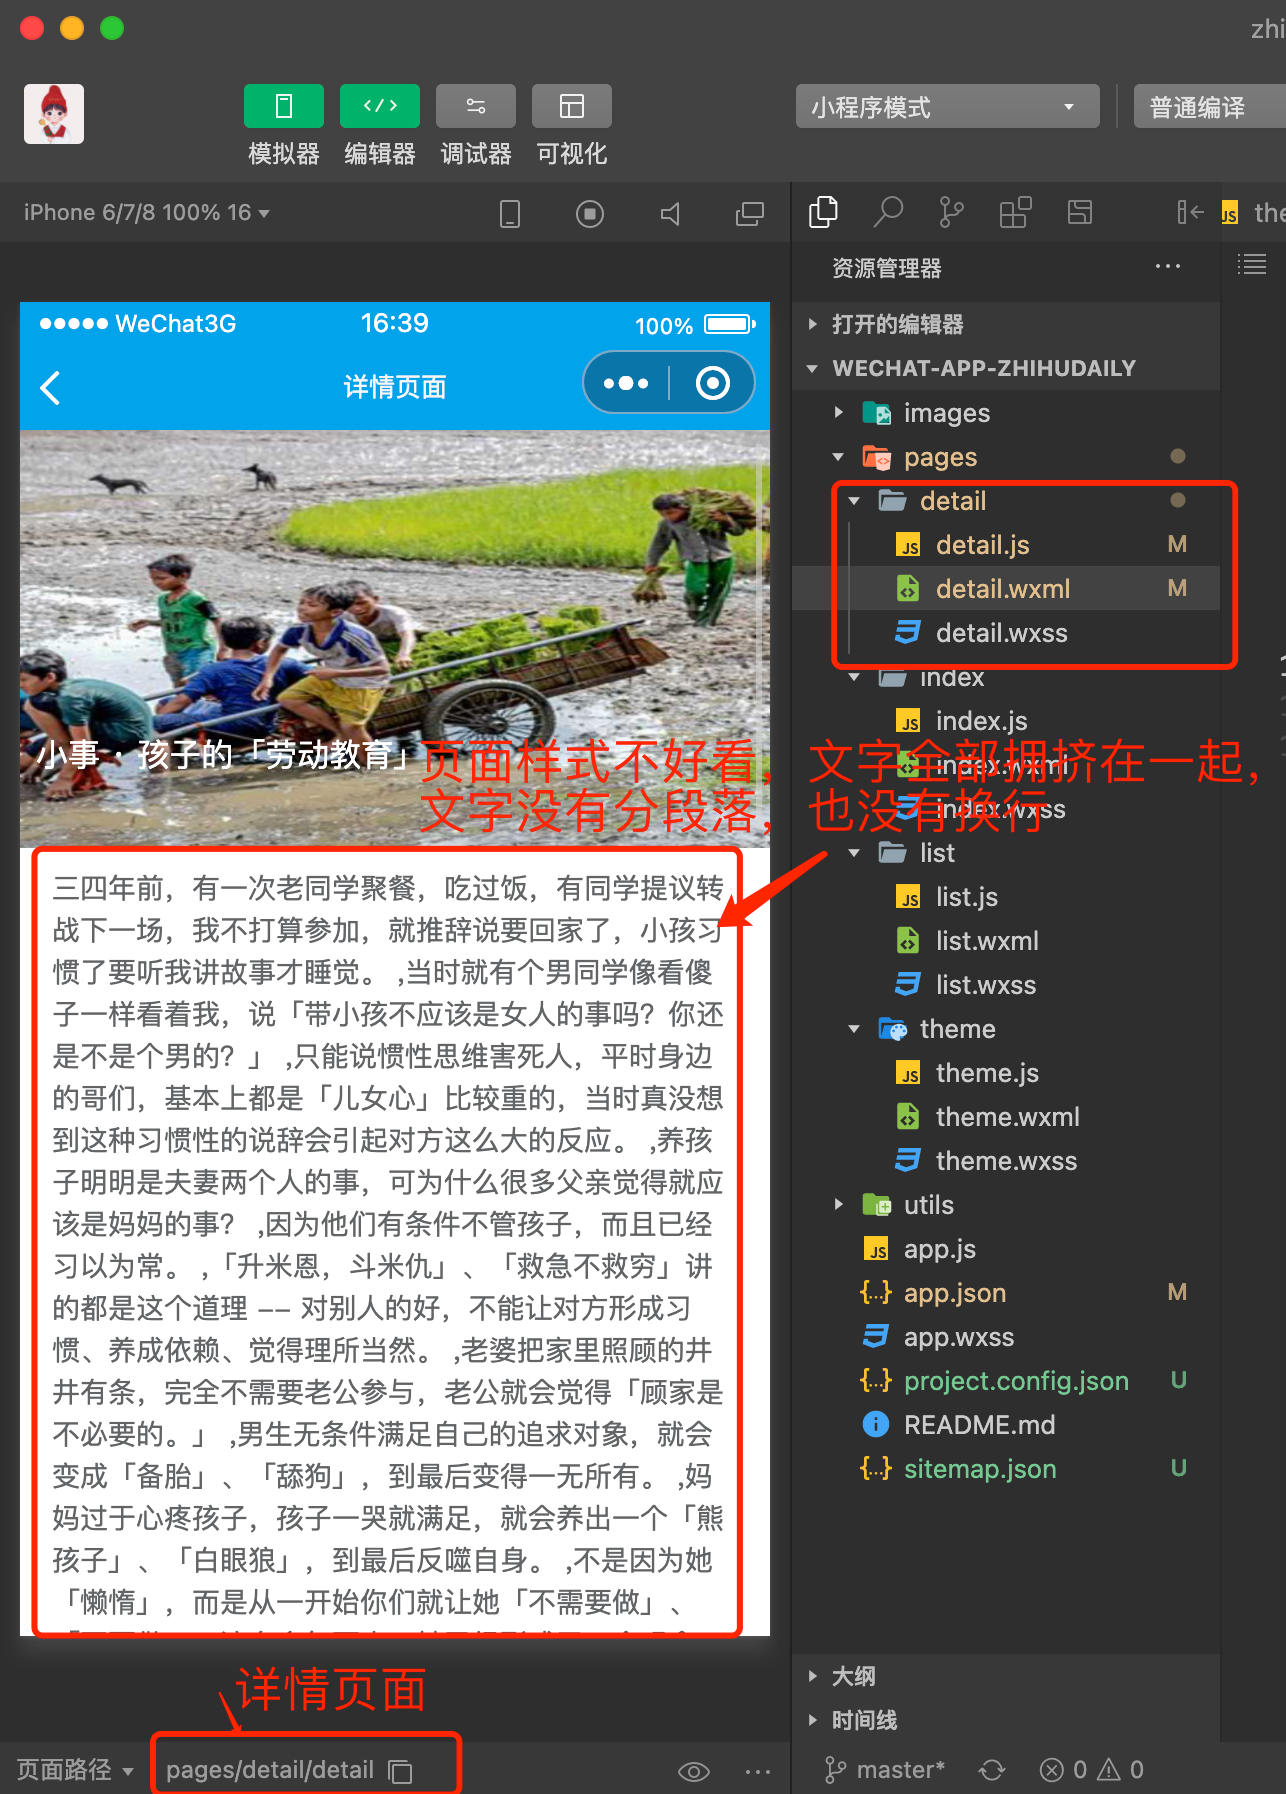 zhi
模拟器
编辑器
调试器
可视化
小程序模式
普通编译
iPhone 6/7/8 100% 16
JS the
资源管理器
打开的编辑器
WECHAT-APP-ZHIHUDAILY
images
pages
detail
JS detail.js M
detail.wxml M
detail.wxss
index
JS index.js
index.wxml
index.wxss
list
JS list.js
list.wxml
list.wxss
theme
JS theme.js
theme.wxml
theme.wxss
utils
JS app.js
{...} app.json M
app.wxss
{...} project.config.json U
README.md
{...} sitemap.json U
大纲
时间线
master* 0 0
WeChat3G 16:39 100%
详情页面
小事 · 孩子的「劳动教育」
页面样式不好看，文字全部拥挤在一起，
文字没有分段落，也没有换行
三四年前，有一次老同学聚餐，吃过饭，有同学提议转
战下一场，我不打算参加，就推辞说要回家了，小孩习
惯了要听我讲故事才睡觉。 ,当时就有个男同学像看傻
子一样看着我，说「带小孩不应该是女人的事吗？你还
是不是个男的？」 ,只能说惯性思维害死人，平时身边
的哥们，基本上都是「儿女心」比较重的，当时真没想
到这种习惯性的说辞会引起对方这么大的反应。 ,养孩
子明明是夫妻两个人的事，可为什么很多父亲觉得就应
该是妈妈的事？ ,因为他们有条件不管孩子，而且已经
习以为常。 ,「升米恩，斗米仇」、「救急不救穷」讲
的都是这个道理 -- 对别人的好，不能让对方形成习
惯、养成依赖、觉得理所当然。 ,老婆把家里照顾的井
井有条，完全不需要老公参与，老公就会觉得「顾家是
不必要的。」 ,男生无条件满足自己的追求对象，就会
变成「备胎」、「舔狗」，到最后变得一无所有。 ,妈
妈过于心疼孩子，孩子一哭就满足，就会养出一个「熊
孩子」、「白眼狼」，到最后反噬自身。 ,不是因为她
「懒惰」，而是从一开始你们就让她「不需要做」、
详情页面
页面路径 pages/detail/detail